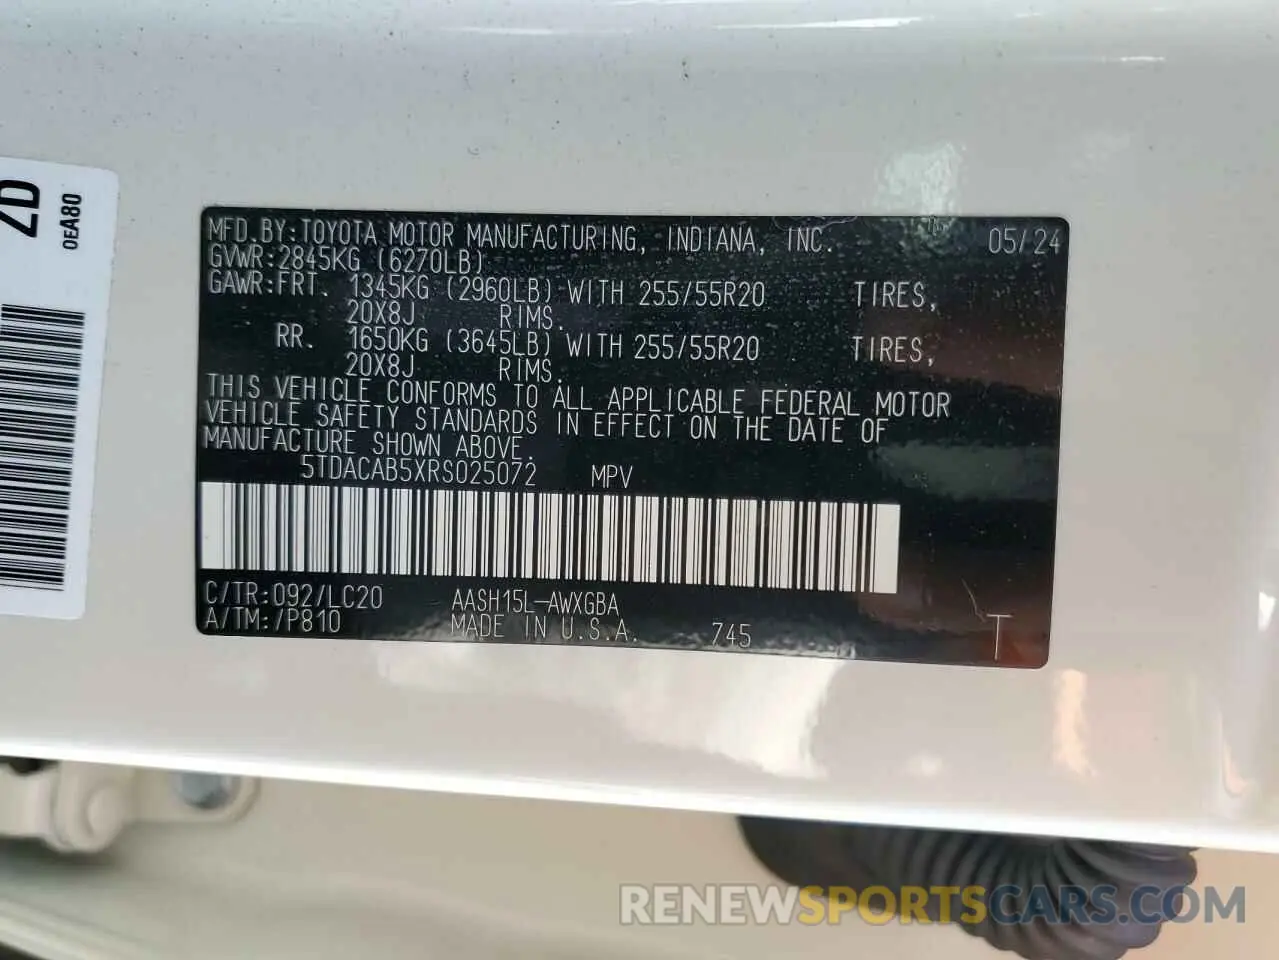 MFD.BY:TOYOTA MOTOR MANUFACTURING, INDIANA, INC. 05/24
GVWR:2845KG (6270LB)
GAWR:FRT. 1345KG (2960LB) WITH 255/55R20 TIRES,
20X8J RIMS.
RR. 1650KG (3645LB) WITH 255/55R20 TIRES,
20X8J RIMS.
THIS VEHICLE CONFORMS TO ALL APPLICABLE FEDERAL MOTOR
VEHICLE SAFETY STANDARDS IN EFFECT ON THE DATE OF
MANUFACTURE SHOWN ABOVE.
5TDACAB5XRS025072 MPV
C/TR:092/LC20 AASH15L-AWXGBA
A/TM:/P810 MADE IN U.S.A. 745 T
ZD
0EA80
RENEWSPORTSCARS.COM